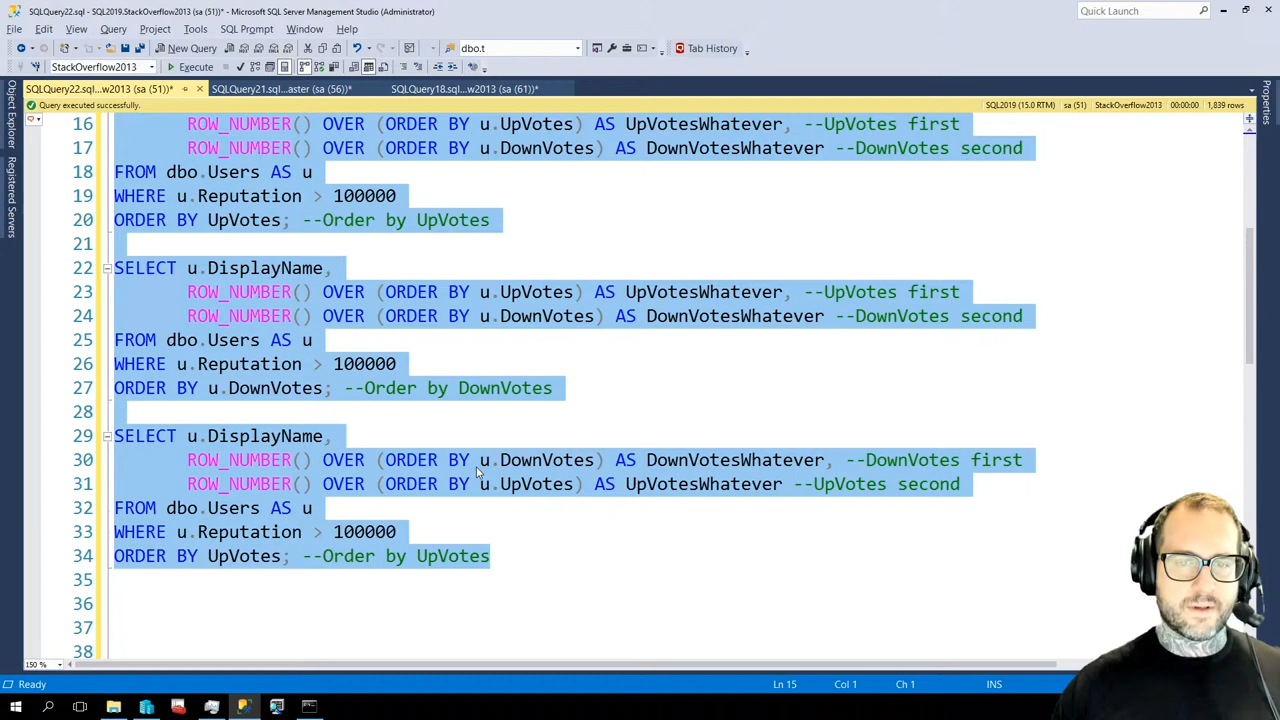 SQLQuery22.sql - SQL2019.StackOverflow2013 (sa (51))* - Microsoft SQL Server Management Studio (Administrator)
Quick Launch
File Edit View Query Project Tools SQL Prompt Window Help
New Query
dbo.t
Tab History
StackOverflow2013
Execute
SQLQuery22.sql...w2013 (sa (51))*
SQLQuery21.sql...aster (sa (56))*
SQLQuery18.sql...w2013 (sa (61))*
Query executed successfully.
SQL2019 (15.0 RTM)
sa (51)
StackOverflow2013
00:00:00
1,839 rows
Object Explorer
Registered Servers
Properties
16 ROW_NUMBER() OVER (ORDER BY u.UpVotes) AS UpVotesWhatever, --UpVotes first
17 ROW_NUMBER() OVER (ORDER BY u.DownVotes) AS DownVotesWhatever --DownVotes second
18 FROM dbo.Users AS u
19 WHERE u.Reputation > 100000
20 ORDER BY UpVotes; --Order by UpVotes
21
22 SELECT u.DisplayName,
23 ROW_NUMBER() OVER (ORDER BY u.UpVotes) AS UpVotesWhatever, --UpVotes first
24 ROW_NUMBER() OVER (ORDER BY u.DownVotes) AS DownVotesWhatever --DownVotes second
25 FROM dbo.Users AS u
26 WHERE u.Reputation > 100000
27 ORDER BY u.DownVotes; --Order by DownVotes
28
29 SELECT u.DisplayName,
30 ROW_NUMBER() OVER (ORDER BY u.DownVotes) AS DownVotesWhatever, --DownVotes first
31 ROW_NUMBER() OVER (ORDER BY u.UpVotes) AS UpVotesWhatever --UpVotes second
32 FROM dbo.Users AS u
33 WHERE u.Reputation > 100000
34 ORDER BY UpVotes; --Order by UpVotes
35
36
37
38
150 %
Ready
Ln 15
Col 1
Ch 1
INS